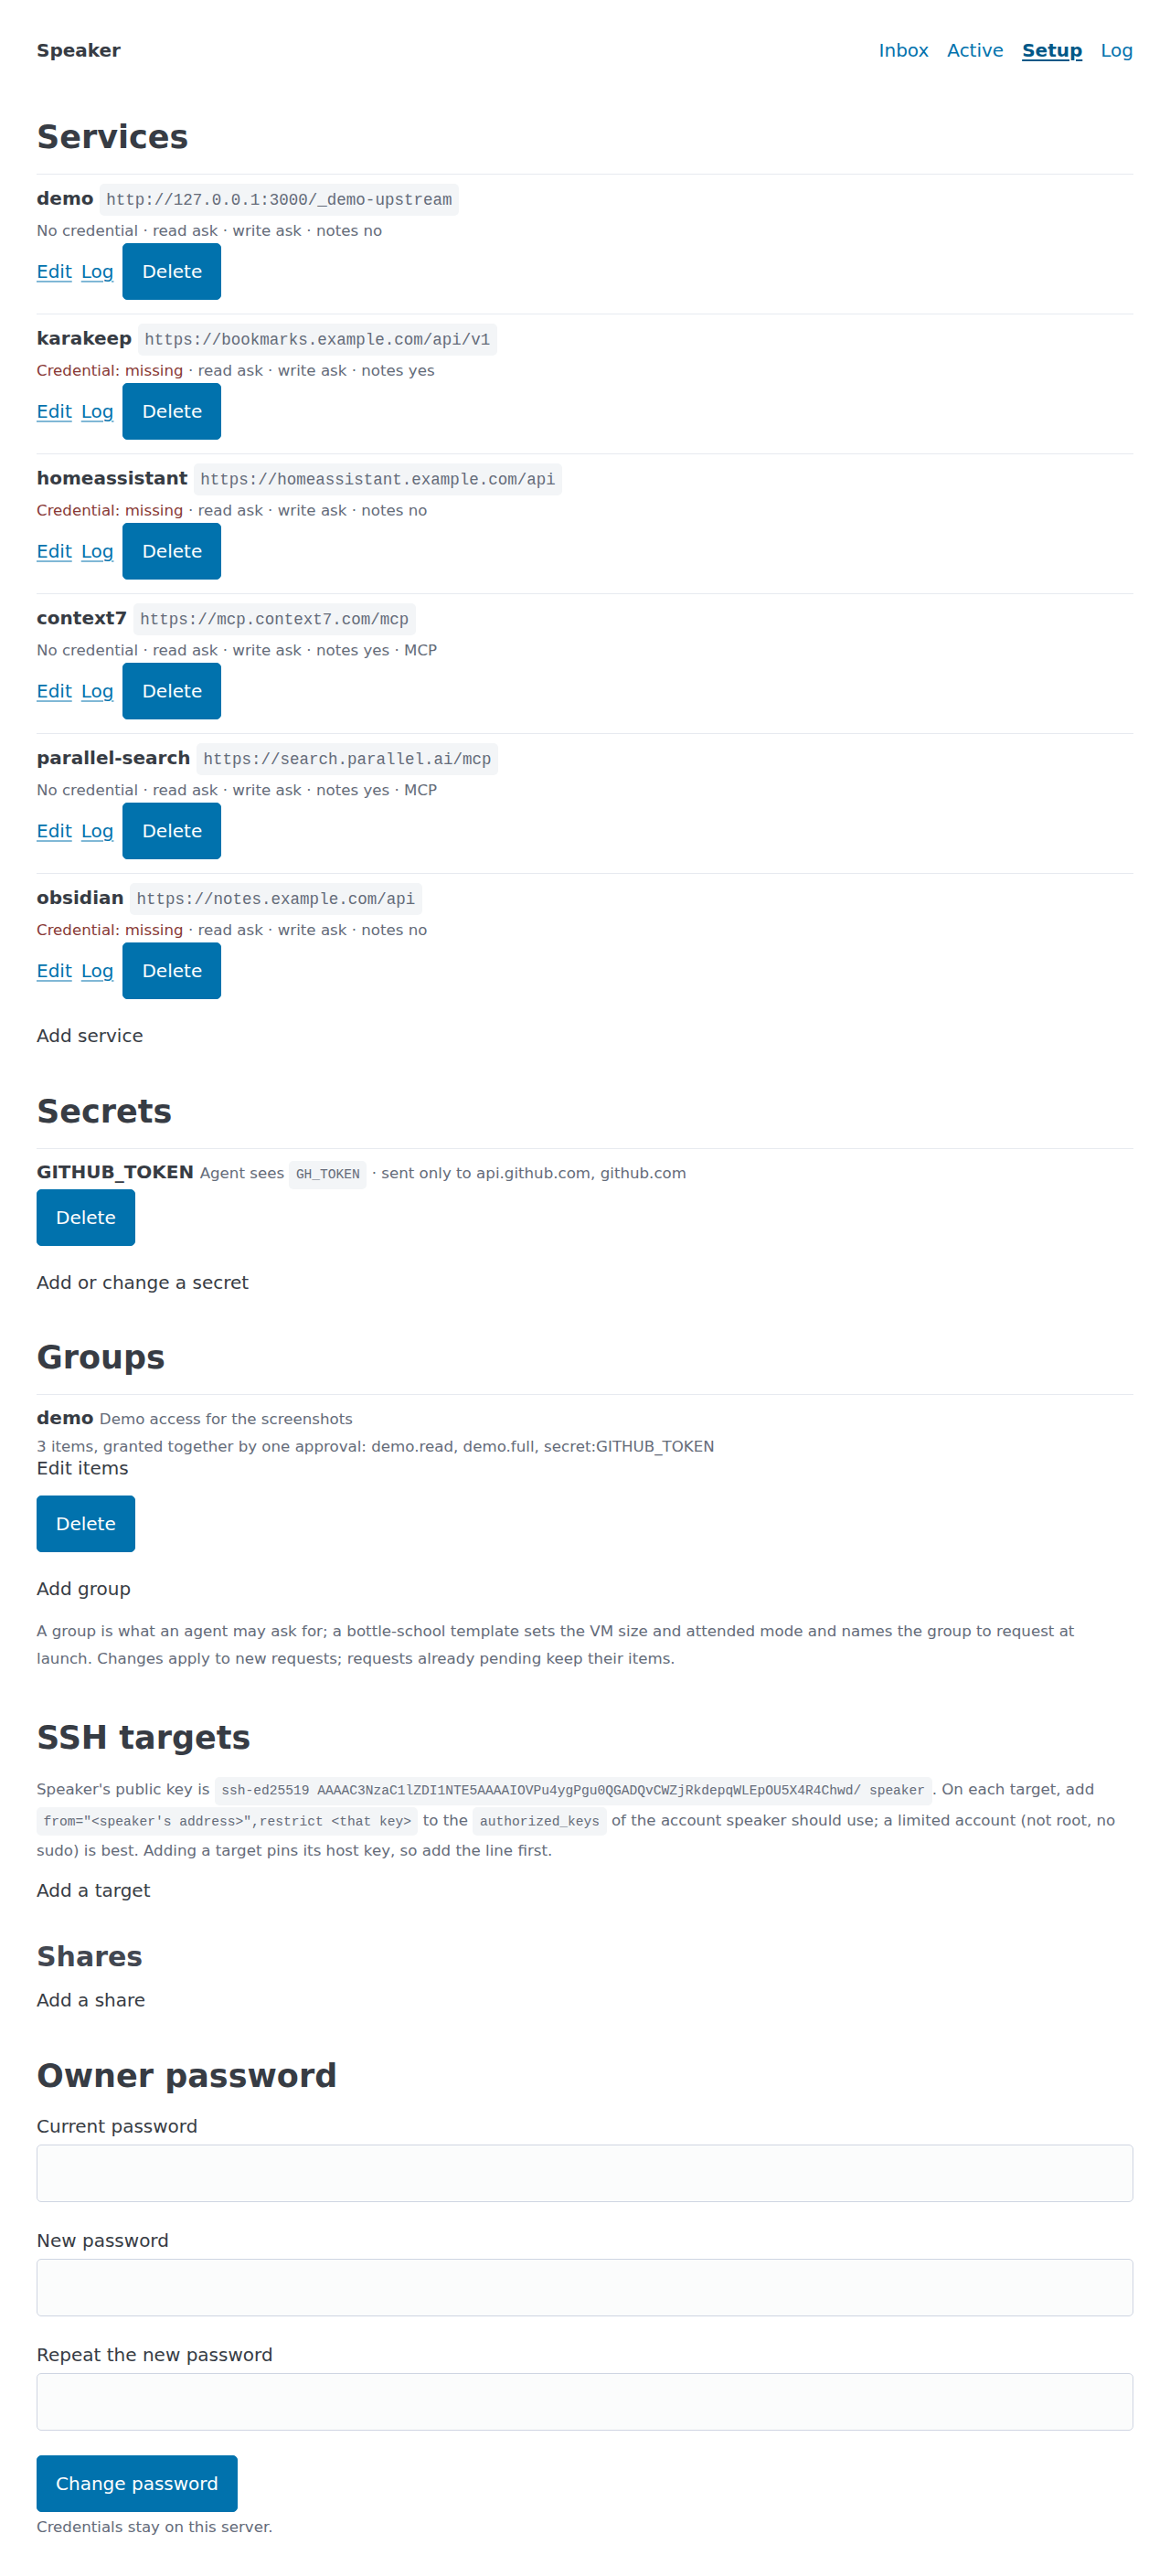 Speaker Inbox Active Setup Log
Services
demo http://127.0.0.1:3000/_demo-upstream
No credential · read ask · write ask · notes no
Edit Log Delete
karakeep https://bookmarks.example.com/api/v1
Credential: missing · read ask · write ask · notes yes
Edit Log Delete
homeassistant https://homeassistant.example.com/api
Credential: missing · read ask · write ask · notes no
Edit Log Delete
context7 https://mcp.context7.com/mcp
No credential · read ask · write ask · notes yes · MCP
Edit Log Delete
parallel-search https://search.parallel.ai/mcp
No credential · read ask · write ask · notes yes · MCP
Edit Log Delete
obsidian https://notes.example.com/api
Credential: missing · read ask · write ask · notes no
Edit Log Delete
Add service
Secrets
GITHUB_TOKEN Agent sees GH_TOKEN · sent only to api.github.com, github.com
Delete
Add or change a secret
Groups
demo Demo access for the screenshots
3 items, granted together by one approval: demo.read, demo.full, secret:GITHUB_TOKEN
Edit items
Delete
Add group
A group is what an agent may ask for; a bottle-school template sets the VM size and attended mode and names the group to request at
launch. Changes apply to new requests; requests already pending keep their items.
SSH targets
Speaker's public key is ssh-ed25519 AAAAC3NzaC1lZDI1NTE5AAAAIOVPu4ygPgu0QGADQvCWZjRkdepqWLEpOU5X4R4Chwd/ speaker. On each target, add
from="<speaker's address>",restrict <that key> to the authorized_keys of the account speaker should use; a limited account (not root, no
sudo) is best. Adding a target pins its host key, so add the line first.
Add a target
Shares
Add a share
Owner password
Current password
New password
Repeat the new password
Change password
Credentials stay on this server.